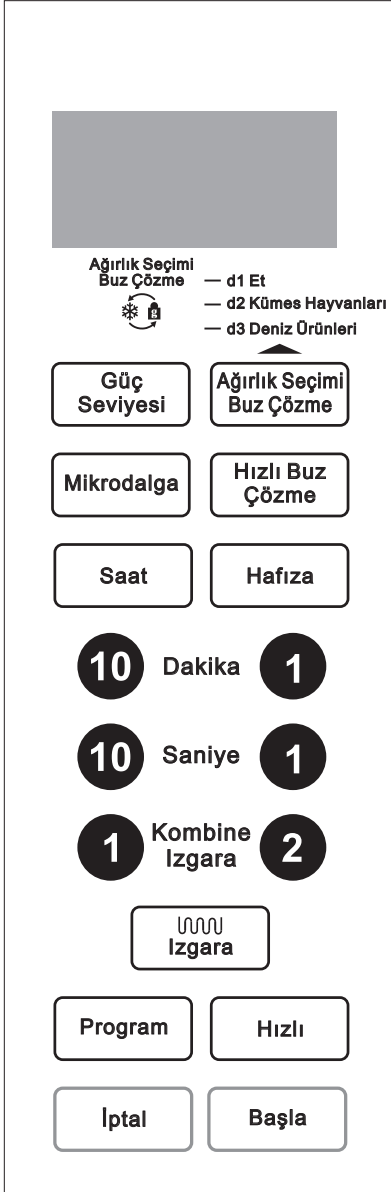 Ağırlık Seçimi
Buz Çözme
— d1 Et
— d2 Kümes Hayvanları
— d3 Deniz Ürünleri
g
Güç
Seviyesi
Ağırlık Seçimi
Buz Çözme
Mikrodalga
Hızlı Buz
Çözme
Saat
Hafıza
10 Dakika 1
10 Saniye 1
1 Kombine
Izgara 2
Izgara
Program
Hızlı
İptal
Başla